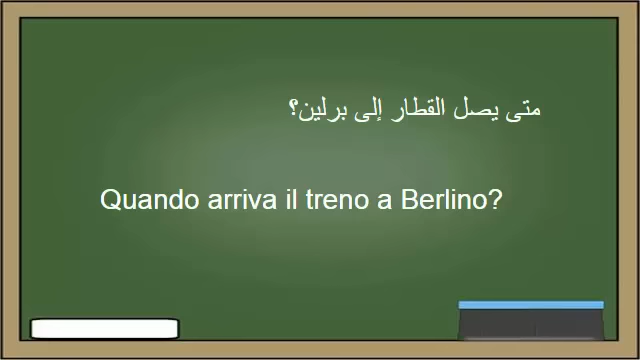 متى يصل القطار إلى برلين؟
Quando arriva il treno a Berlino?